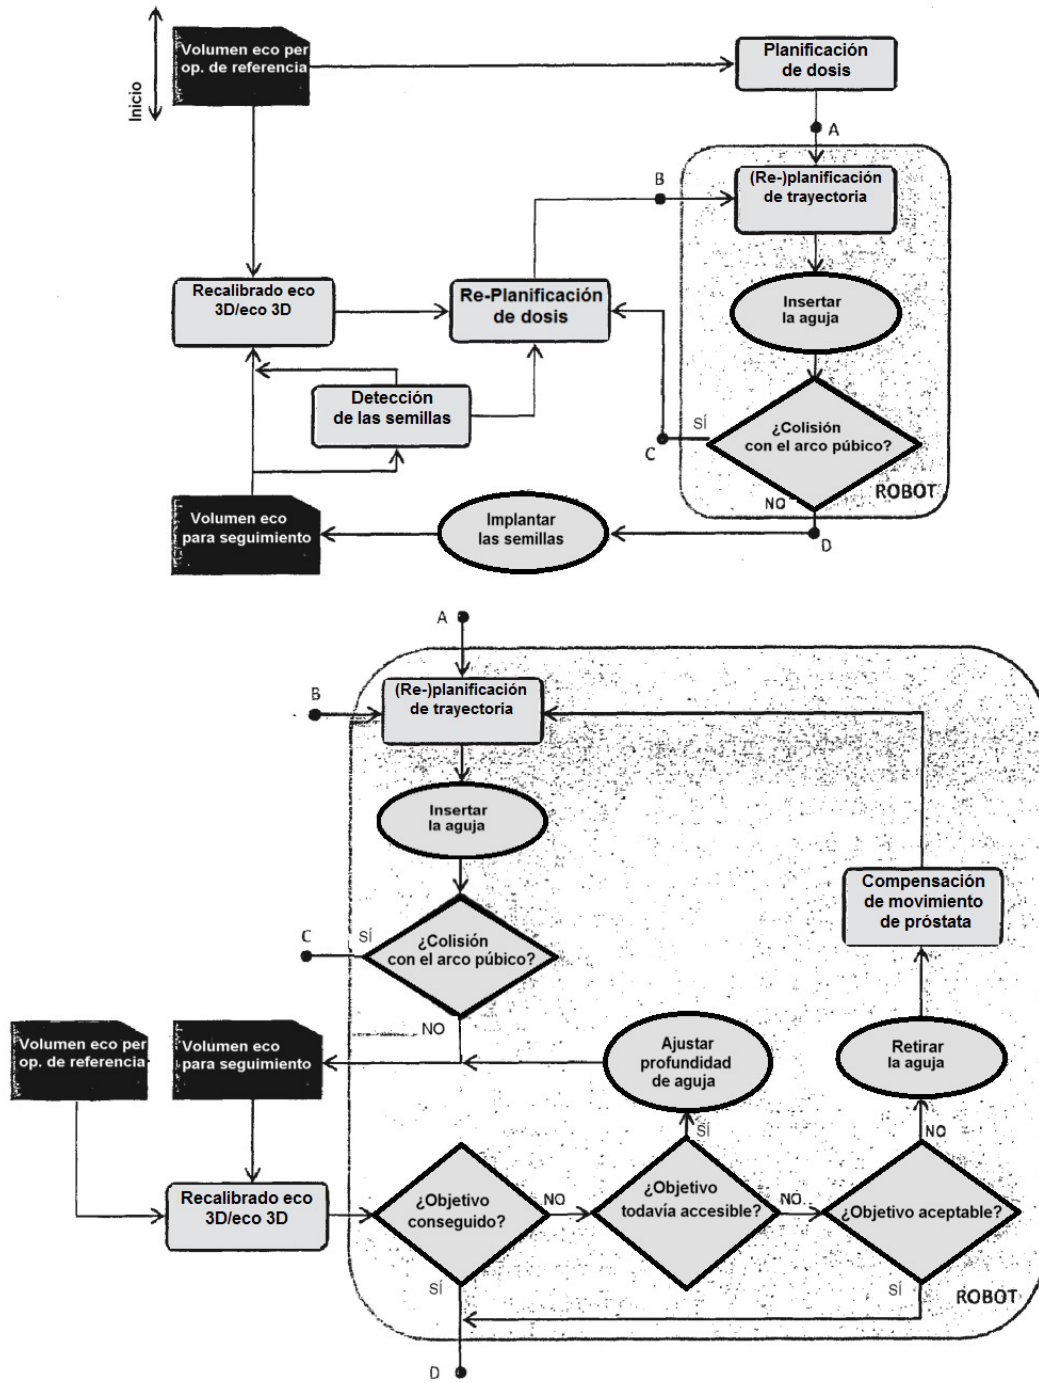 Inicio
Volumen eco per
op. de referencia
Planificación
de dosis
A
B
(Re-)planificación
de trayectoria
Recalibrado eco
3D/eco 3D
Re-Planificación
de dosis
Insertar
la aguja
Detección
de las semillas
¿Colisión
con el arco púbico?
SÍ
C
NO
ROBOT
Volumen eco
para seguimiento
Implantar
las semillas
D
A
B
(Re-)planificación
de trayectoria
Insertar
la aguja
Compensación
de movimiento
de próstata
C
SÍ
¿Colisión
con el arco púbico?
NO
Volumen eco per
op. de referencia
Volumen eco
para seguimiento
Ajustar
profundidad
de aguja
Retirar
la aguja
SÍ
NO
Recalibrado eco
3D/eco 3D
¿Objetivo
conseguido?
NO
¿Objetivo
todavía accesible?
NO
¿Objetivo aceptable?
SÍ
SÍ
ROBOT
D